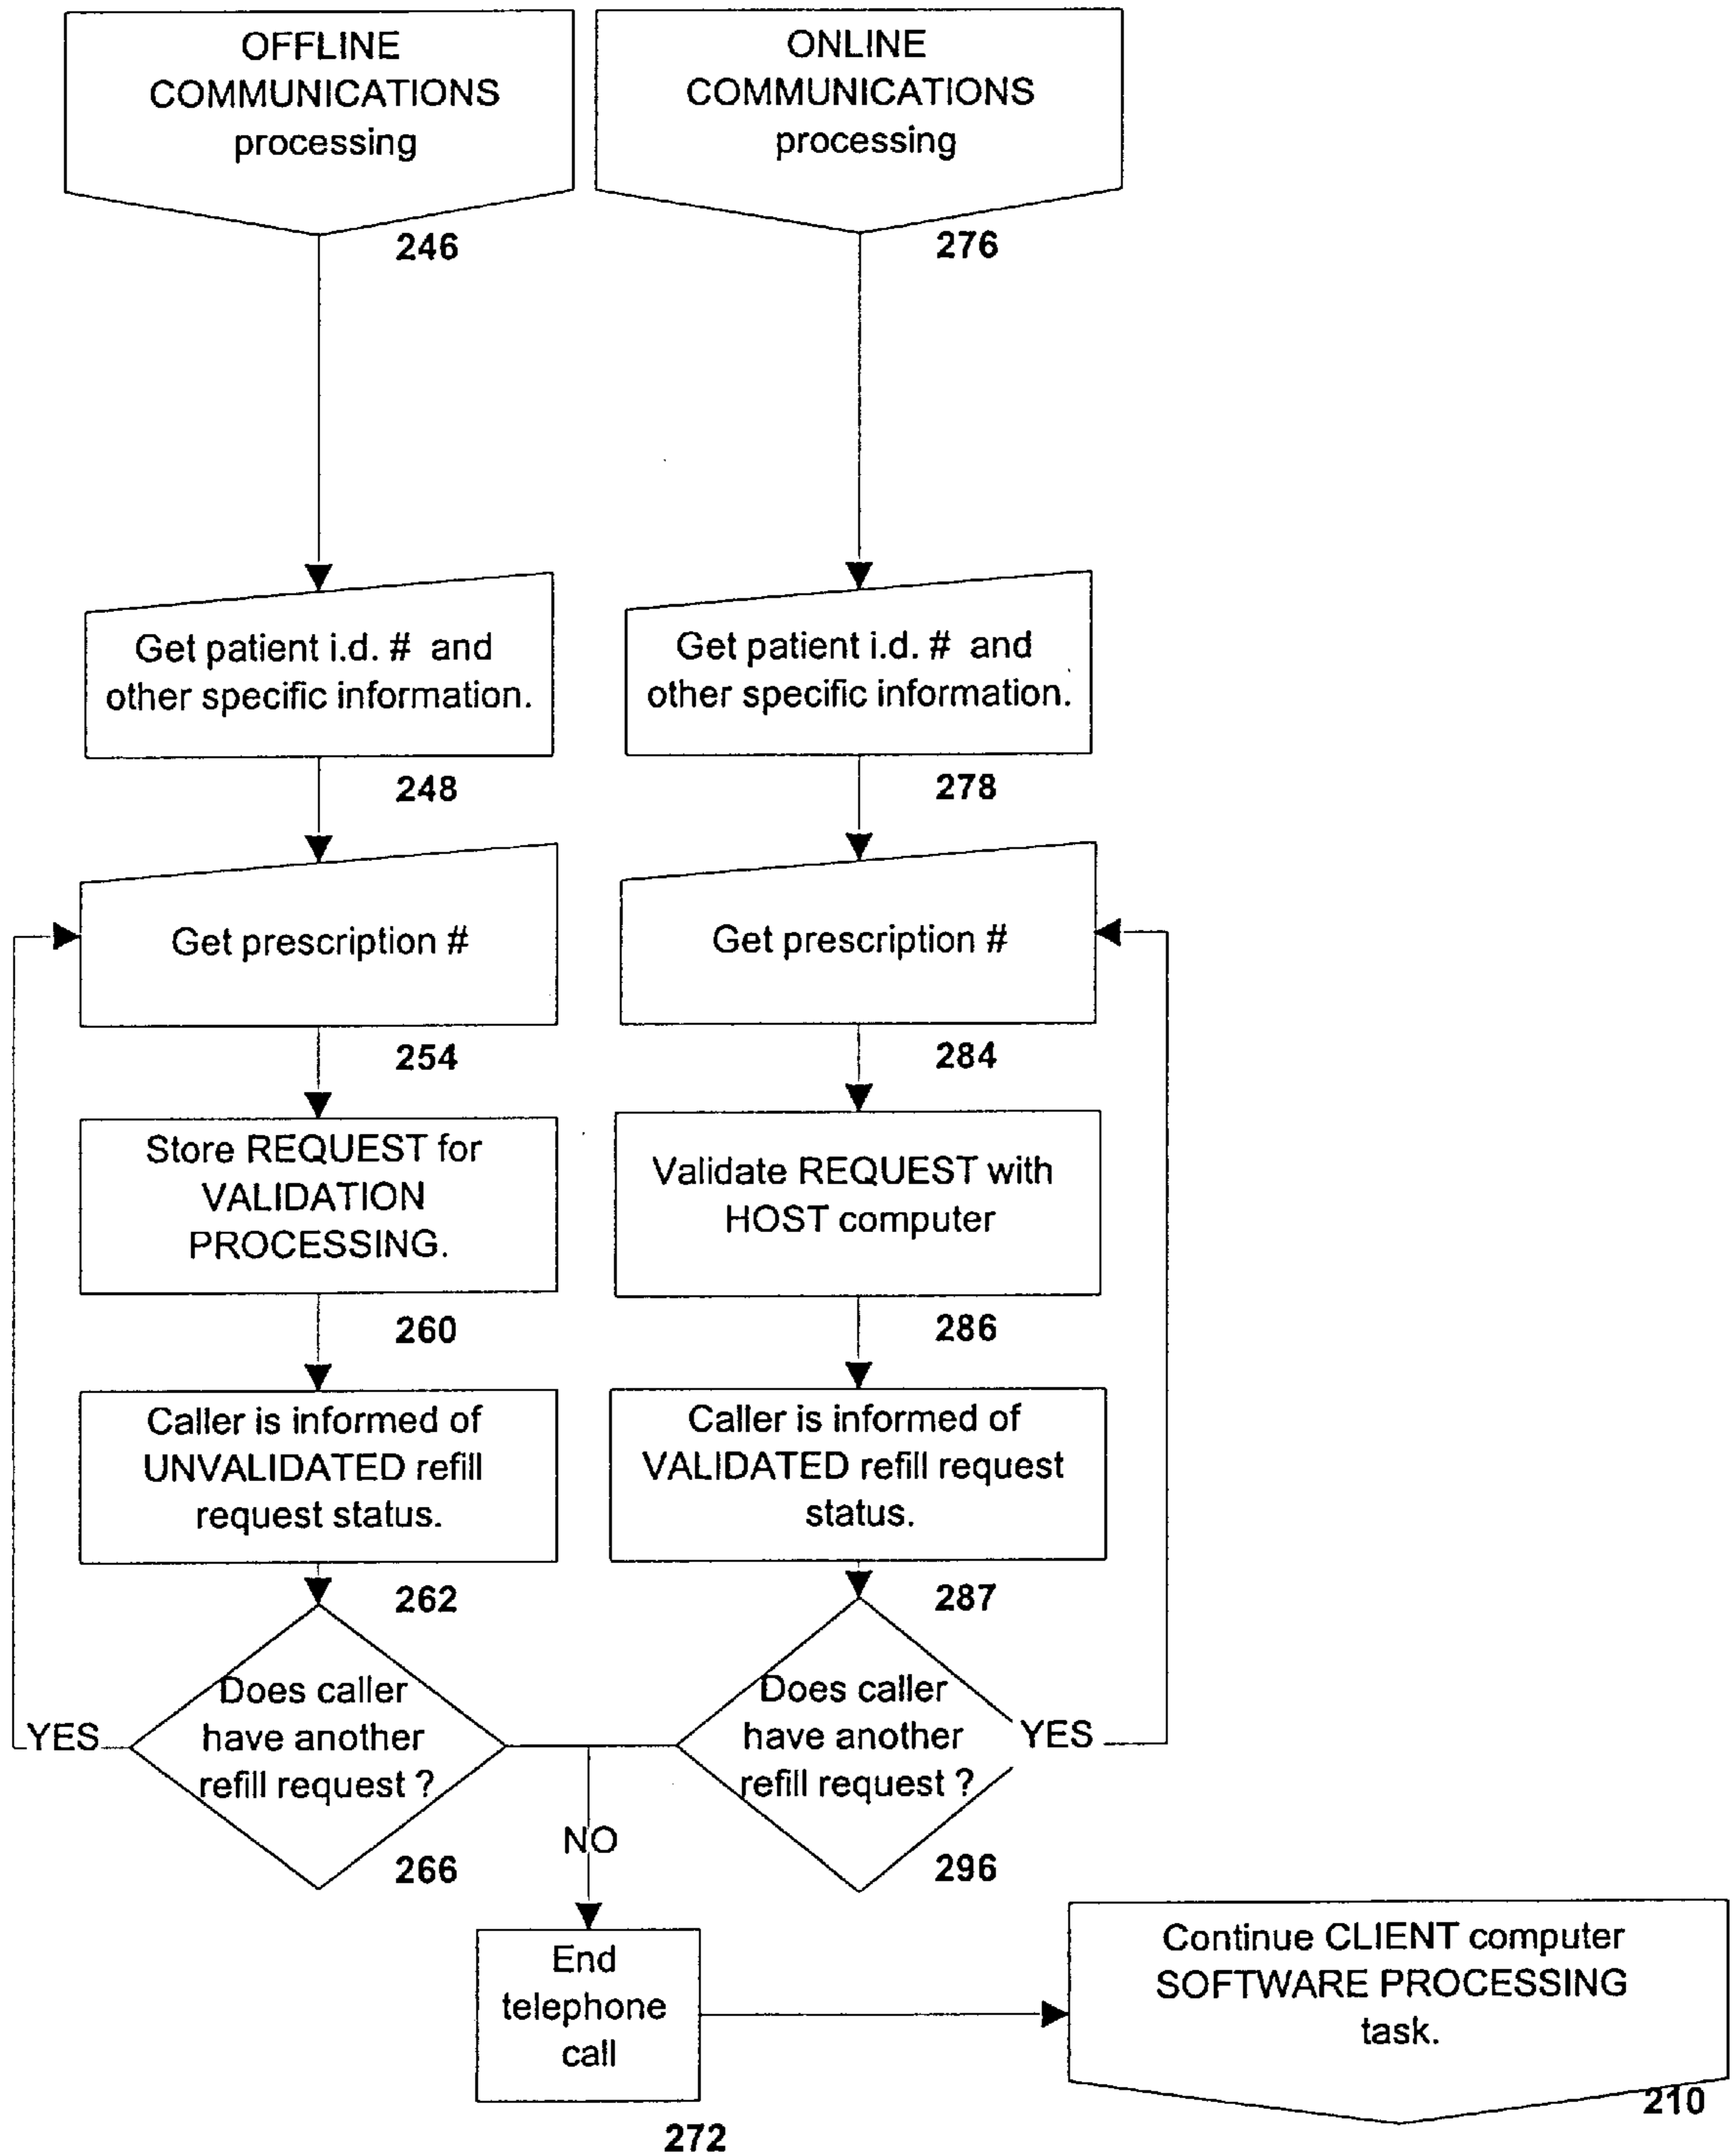 OFFLINE
COMMUNICATIONS
processing
246
ONLINE
COMMUNICATIONS
processing
276
Get patient i.d. # and
other specific information.
248
Get patient i.d. # and
other specific information.
278
Get prescription #
254
Get prescription #
284
Store REQUEST for
VALIDATION
PROCESSING.
260
Validate REQUEST with
HOST computer
286
Caller is informed of
UNVALIDATED refill
request status.
262
Caller is informed of
VALIDATED refill request
status.
287
YES
Does caller
have another
refill request ?
266
Does caller
have another
refill request ?
YES
296
NO
End
telephone
call
272
Continue CLIENT computer
SOFTWARE PROCESSING
task.
210